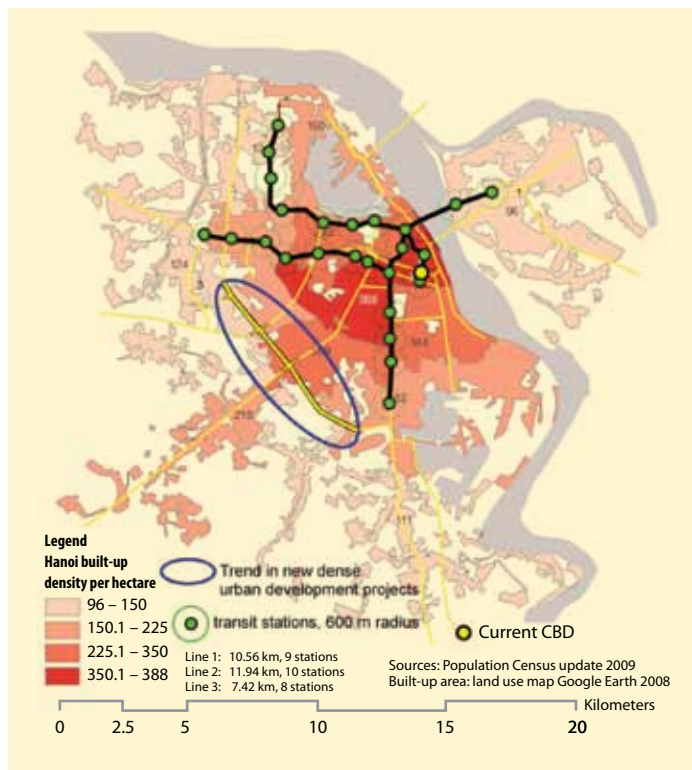 96
111
Legend
Hanoi built-up
density per hectare
96 – 150
150.1 – 225
225.1 – 350
350.1 – 388
Trend in new dense
urban development projects
transit stations, 600 m radius
Line 1: 10.56 km, 9 stations
Line 2: 11.94 km, 10 stations
Line 3: 7.42 km, 8 stations
Current CBD
Sources: Population Census update 2009
Built-up area: land use map Google Earth 2008
Kilometers
0 2.5 5 10 15 20